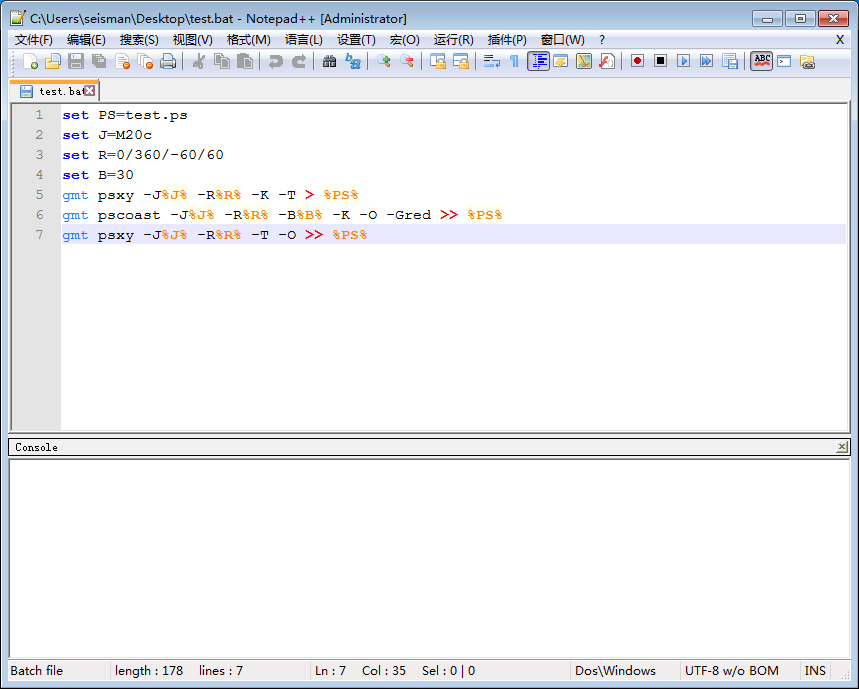 C:\Users\seisman\Desktop\test.bat - Notepad++ [Administrator]
文件(F) 编辑(E) 搜索(S) 视图(V) 格式(M) 语言(L) 设置(T) 宏(O) 运行(R) 插件(P) 窗口(W) ? X
ABC
test.bat
1 set PS=test.ps
2 set J=M20c
3 set R=0/360/-60/60
4 set B=30
5 gmt psxy -J%J% -R%R% -K -T > %PS%
6 gmt pscoast -J%J% -R%R% -B%B% -K -O -Gred >> %PS%
7 gmt psxy -J%J% -R%R% -T -O >> %PS%
Console
Batch file length : 178 lines : 7 Ln : 7 Col : 35 Sel : 0 | 0 Dos\Windows UTF-8 w/o BOM INS